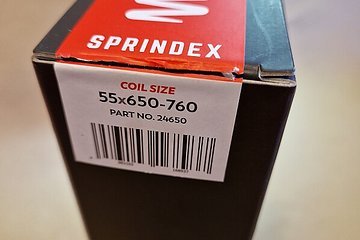 SPRINDEX
COIL SIZE
55x650-760
PART NO. 24650